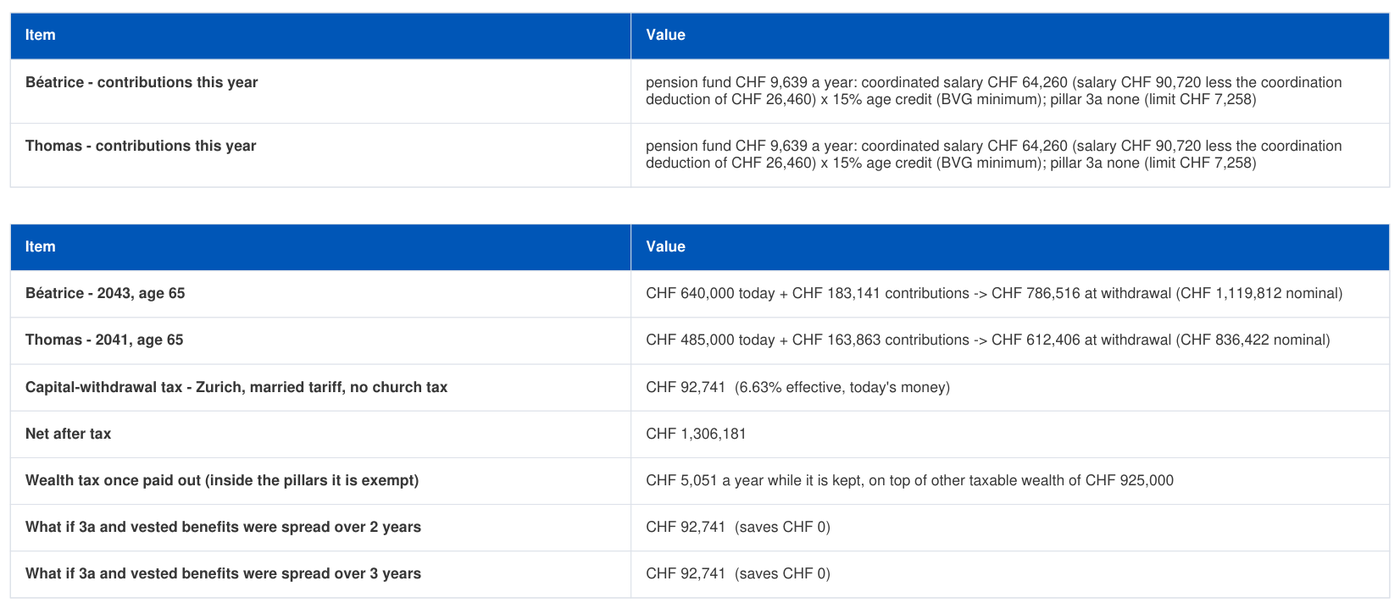 Item Value
Béatrice - contributions this year pension fund CHF 9,639 a year: coordinated salary CHF 64,260 (salary CHF 90,720 less the coordination
deduction of CHF 26,460) x 15% age credit (BVG minimum); pillar 3a none (limit CHF 7,258)
Thomas - contributions this year pension fund CHF 9,639 a year: coordinated salary CHF 64,260 (salary CHF 90,720 less the coordination
deduction of CHF 26,460) x 15% age credit (BVG minimum); pillar 3a none (limit CHF 7,258)
Item Value
Béatrice - 2043, age 65 CHF 640,000 today + CHF 183,141 contributions -> CHF 786,516 at withdrawal (CHF 1,119,812 nominal)
Thomas - 2041, age 65 CHF 485,000 today + CHF 163,863 contributions -> CHF 612,406 at withdrawal (CHF 836,422 nominal)
Capital-withdrawal tax - Zurich, married tariff, no church tax CHF 92,741 (6.63% effective, today's money)
Net after tax CHF 1,306,181
Wealth tax once paid out (inside the pillars it is exempt) CHF 5,051 a year while it is kept, on top of other taxable wealth of CHF 925,000
What if 3a and vested benefits were spread over 2 years CHF 92,741 (saves CHF 0)
What if 3a and vested benefits were spread over 3 years CHF 92,741 (saves CHF 0)